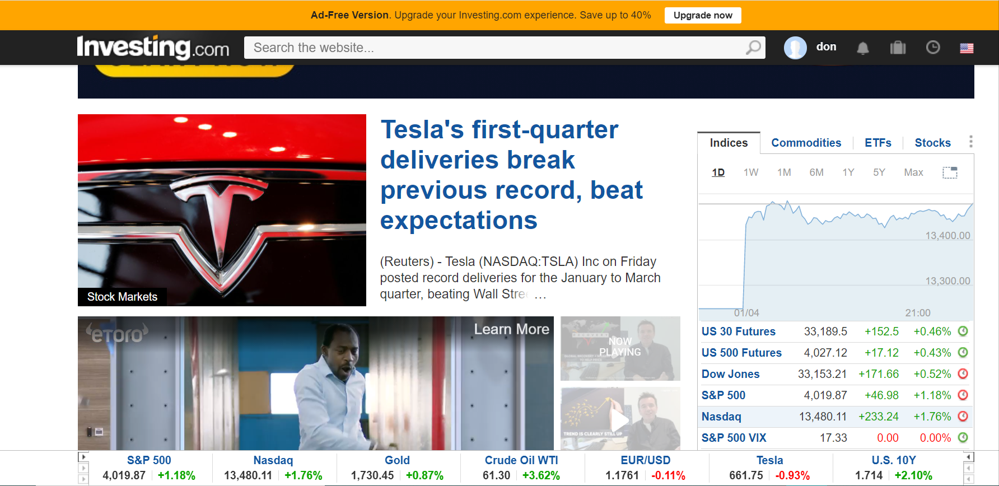 Ad-Free Version. Upgrade your Investing.com experience. Save up to 40%
Upgrade now
Investing.com
Search the website...
don
Tesla's first-quarter
deliveries break
previous record, beat
expectations
(Reuters) - Tesla (NASDAQ:TSLA) Inc on Friday
posted record deliveries for the January to March
quarter, beating Wall Stree ...
Stock Markets
eToro
Learn More
RECOVERY
NOW
PLAYING
TREND IS CLEARLY STILL UP
Indices Commodities ETFs Stocks
1D 1W 1M 6M 1Y 5Y Max
13,400.00
13,300.00
01/04 21:00
US 30 Futures 33,189.5 +152.5 +0.46%
US 500 Futures 4,027.12 +17.12 +0.43%
Dow Jones 33,153.21 +171.66 +0.52%
S&P 500 4,019.87 +46.98 +1.18%
Nasdaq 13,480.11 +233.24 +1.76%
S&P 500 VIX 17.33 0.00 0.00%
S&P 500 Nasdaq Gold Crude Oil WTI EUR/USD Tesla U.S. 10Y
4,019.87 +1.18% 13,480.11 +1.76% 1,730.45 +0.87% 61.30 +3.62% 1.1761 -0.11% 661.75 -0.93% 1.714 +2.10%